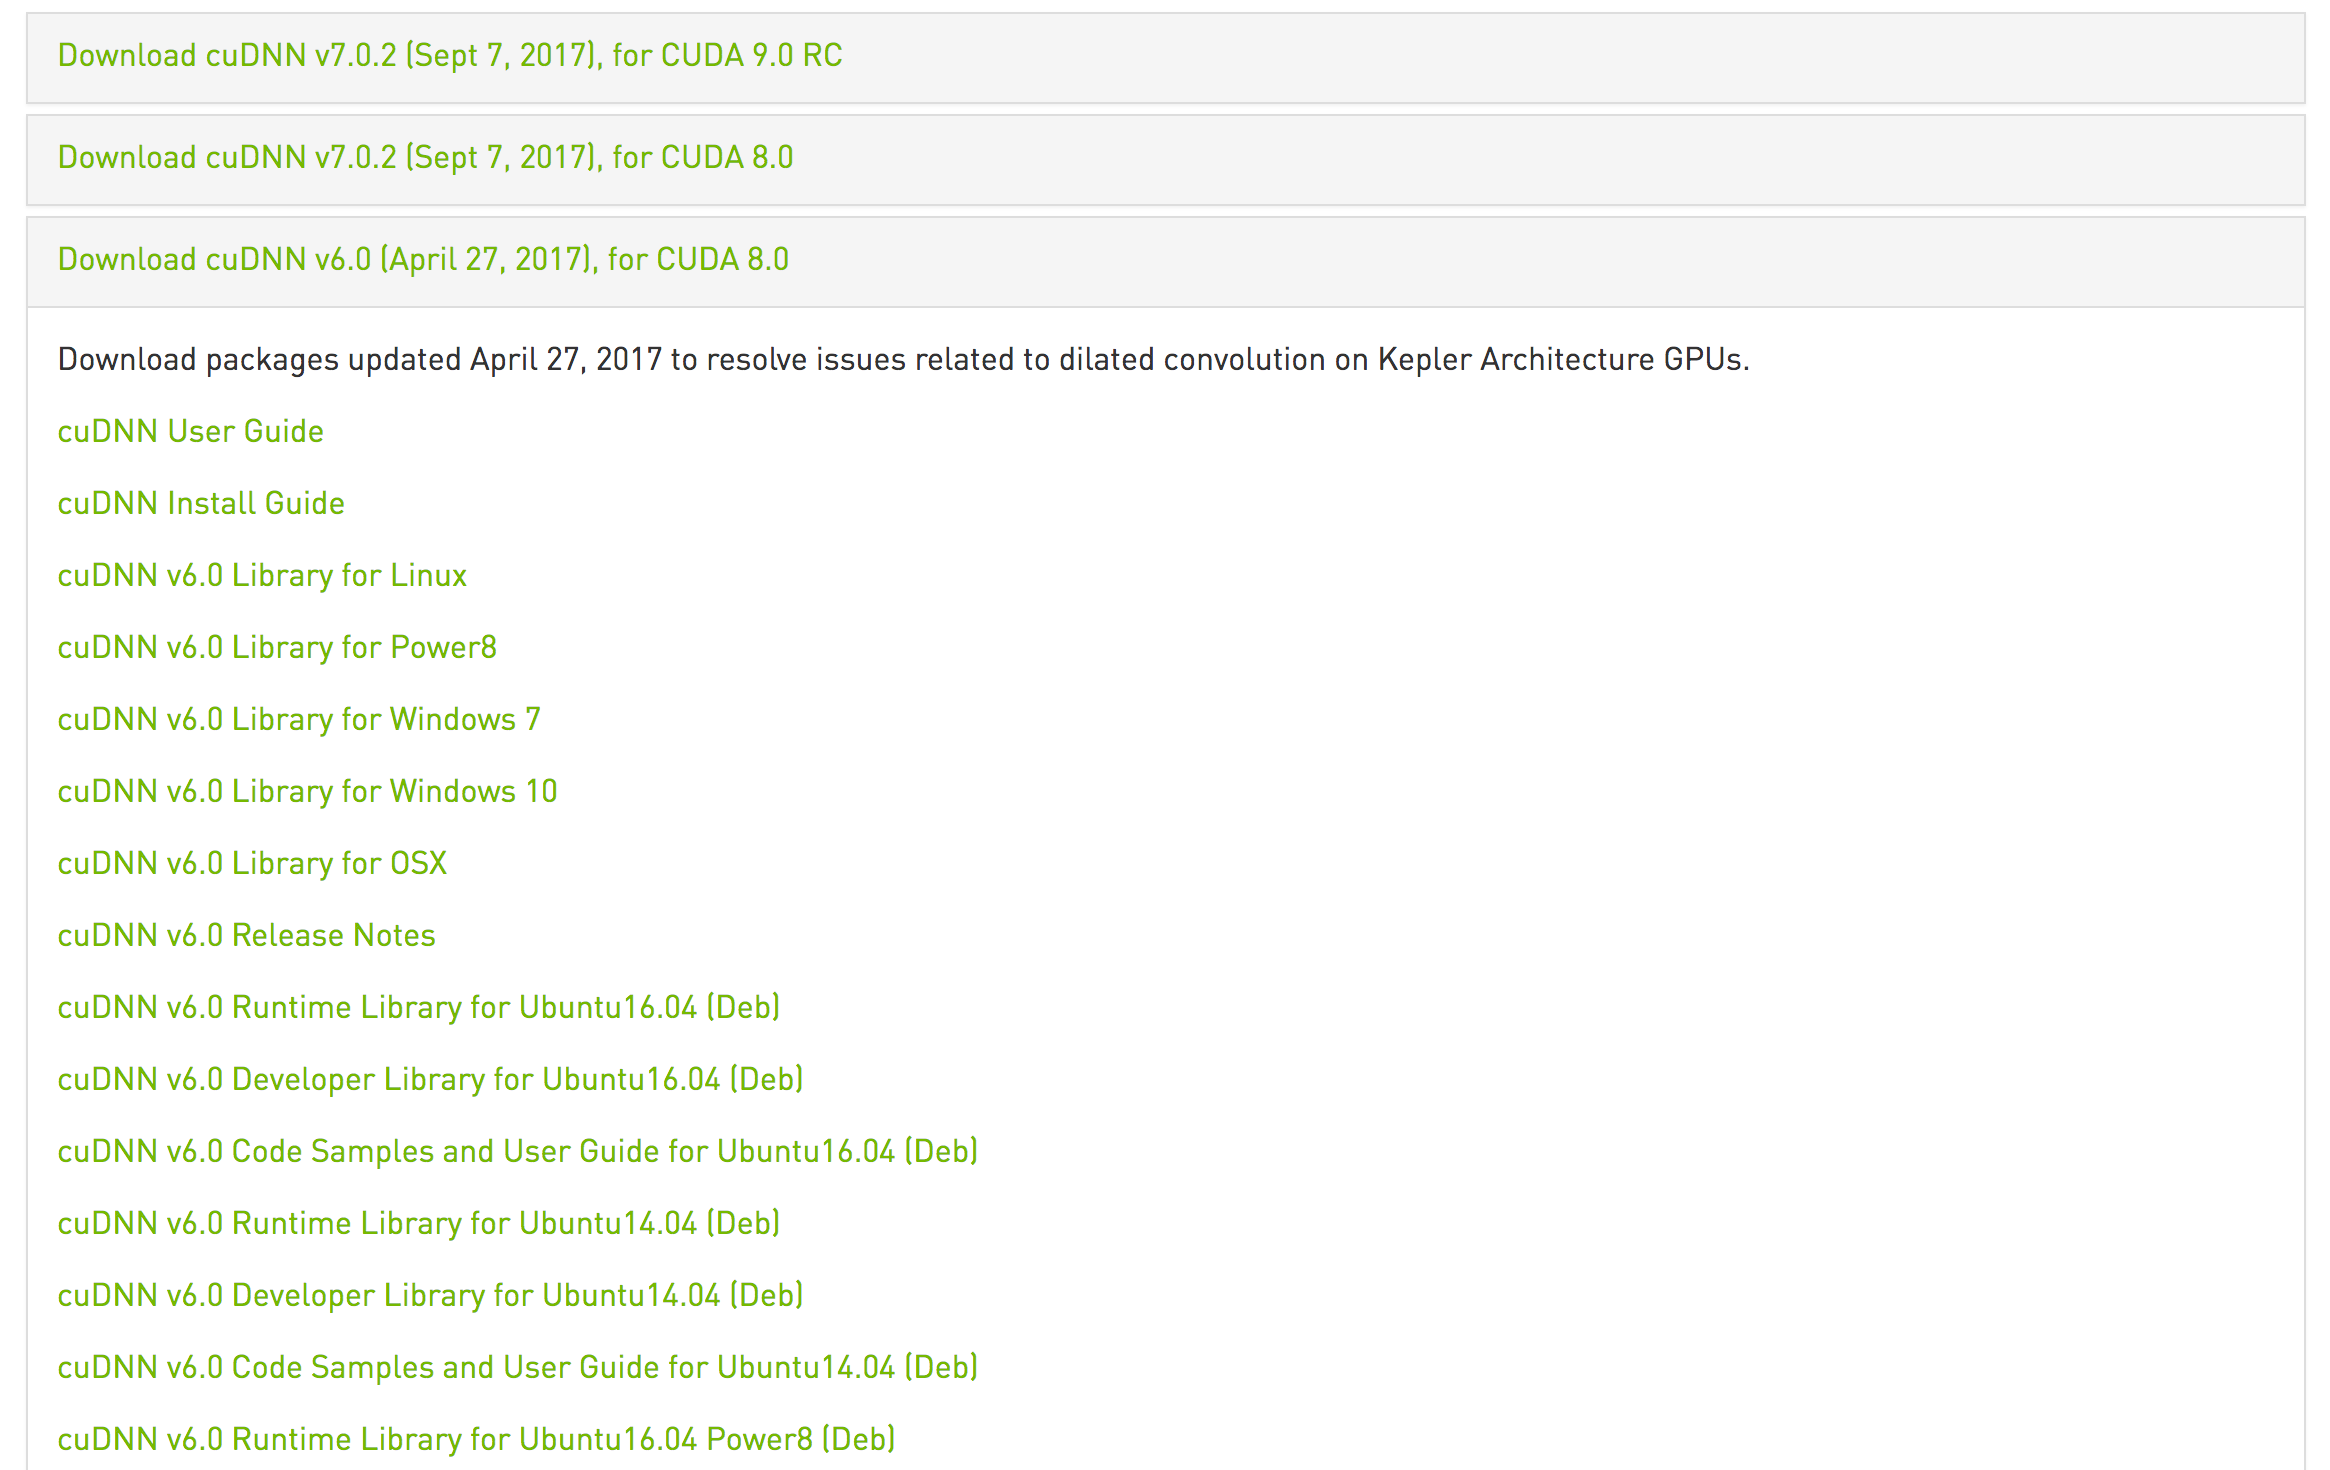 Download cuDNN v7.0.2 (Sept 7, 2017), for CUDA 9.0 RC
Download cuDNN v7.0.2 (Sept 7, 2017), for CUDA 8.0
Download cuDNN v6.0 (April 27, 2017), for CUDA 8.0
Download packages updated April 27, 2017 to resolve issues related to dilated convolution on Kepler Architecture GPUs.
cuDNN User Guide
cuDNN Install Guide
cuDNN v6.0 Library for Linux
cuDNN v6.0 Library for Power8
cuDNN v6.0 Library for Windows 7
cuDNN v6.0 Library for Windows 10
cuDNN v6.0 Library for OSX
cuDNN v6.0 Release Notes
cuDNN v6.0 Runtime Library for Ubuntu16.04 (Deb)
cuDNN v6.0 Developer Library for Ubuntu16.04 (Deb)
cuDNN v6.0 Code Samples and User Guide for Ubuntu16.04 (Deb)
cuDNN v6.0 Runtime Library for Ubuntu14.04 (Deb)
cuDNN v6.0 Developer Library for Ubuntu14.04 (Deb)
cuDNN v6.0 Code Samples and User Guide for Ubuntu14.04 (Deb)
cuDNN v6.0 Runtime Library for Ubuntu16.04 Power8 (Deb)